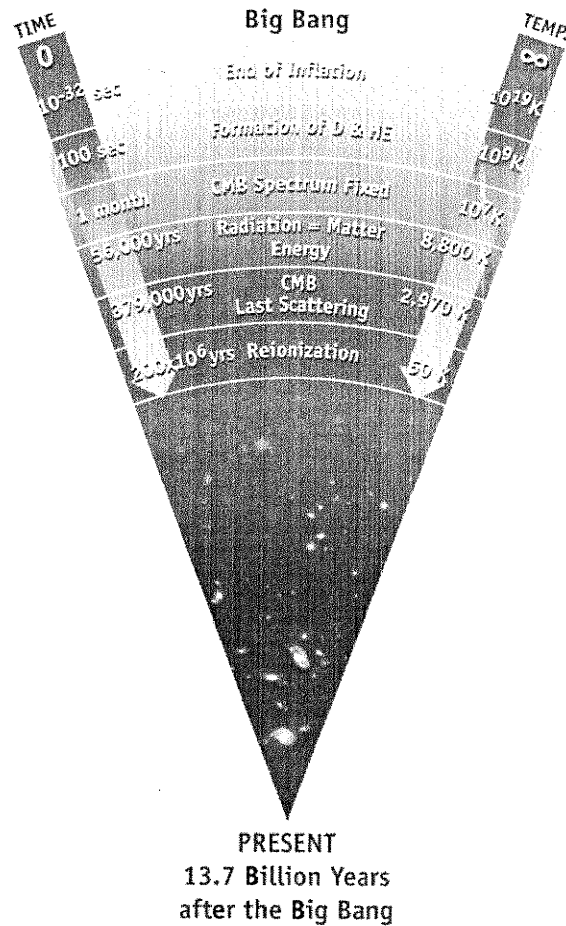 Big Bang
TIME
TEMP.
0
∞
End of Inflation
10⁻³² sec
10¹⁹K
Formation of D & HE
100 sec
10⁹K
CMB Spectrum Fixed
1 month
10⁷K
Radiation = Matter
Energy
56,000yrs
8,800 K
CMB
Last Scattering
379,000yrs
2,970 K
200x10⁶yrs
Reionization
50 K
PRESENT
13.7 Billion Years
after the Big Bang